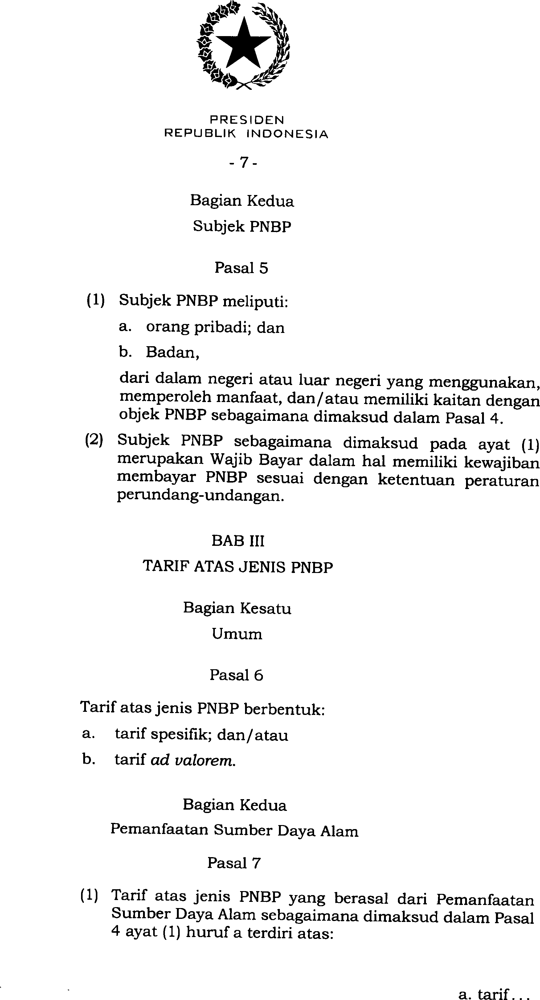 PRESIDEN
REPUBLIK INDONESIA
- 7 -
Bagian Kedua
Subjek PNBP
Pasal 5
(1) Subjek PNBP meliputi:
a. orang pribadi; dan
b. Badan,
dari dalam negeri atau luar negeri yang menggunakan,
memperoleh manfaat, dan/atau memiliki kaitan dengan
objek PNBP sebagaimana dimaksud dalam Pasal 4.
(2) Subjek PNBP sebagaimana dimaksud pada ayat (1)
merupakan Wajib Bayar dalam hal memiliki kewajiban
membayar PNBP sesuai dengan ketentuan peraturan
perundang-undangan.
BAB III
TARIF ATAS JENIS PNBP
Bagian Kesatu
Umum
Pasal 6
Tarif atas jenis PNBP berbentuk:
a. tarif spesifik; dan/atau
b. tarif ad valorem.
Bagian Kedua
Pemanfaatan Sumber Daya Alam
Pasal 7
(1) Tarif atas jenis PNBP yang berasal dari Pemanfaatan
Sumber Daya Alam sebagaimana dimaksud dalam Pasal
4 ayat (1) huruf a terdiri atas:
a. tarif . . .